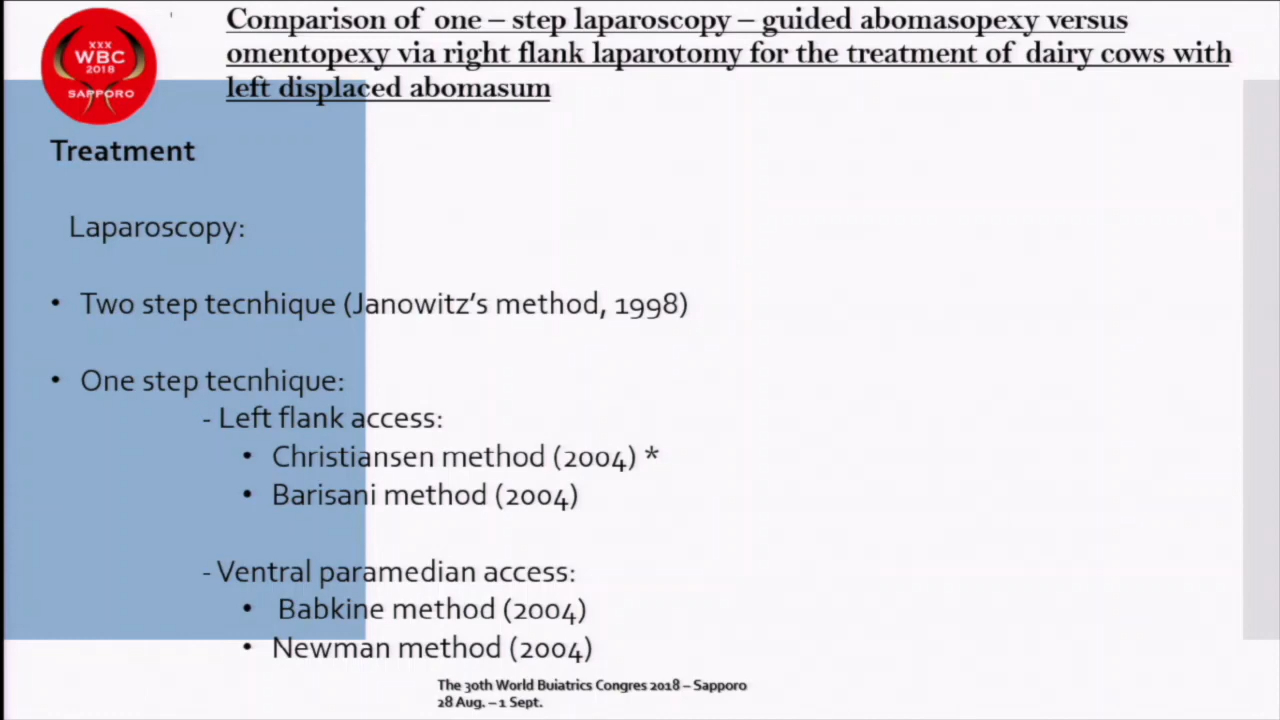 XXX
WBC
2018
SAPPORO
Comparison of one – step laparoscopy – guided abomasopexy versus
omentopexy via right flank laparotomy for the treatment of dairy cows with
left displaced abomasum
Treatment
Laparoscopy:
• Two step tecnhique (Janowitz’s method, 1998)
• One step tecnhique:
- Left flank access:
• Christiansen method (2004) *
• Barisani method (2004)
- Ventral paramedian access:
• Babkine method (2004)
• Newman method (2004)
The 30th World Buiatrics Congres 2018 – Sapporo
28 Aug. – 1 Sept.